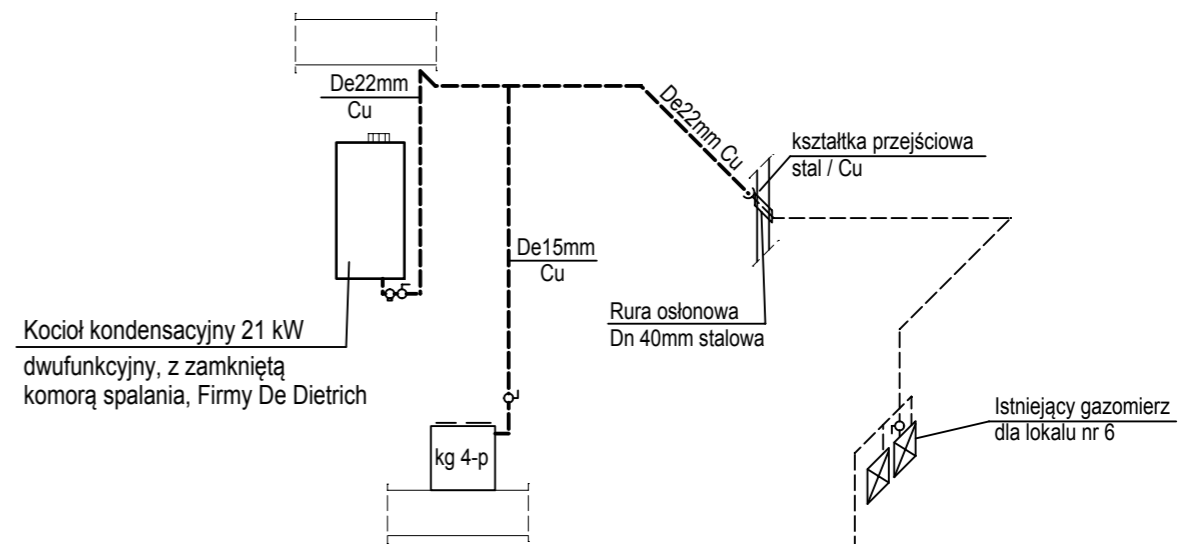 De22mm
Cu
De22mm Cu
kształtka przejściowa
stal / Cu
De15mm
Cu
Rura osłonowa
Dn 40mm stalowa
Kocioł kondensacyjny 21 kW
dwufunkcyjny, z zamkniętą
komorą spalania, Firmy De Dietrich
Istniejący gazomierz
dla lokalu nr 6
kg 4-p